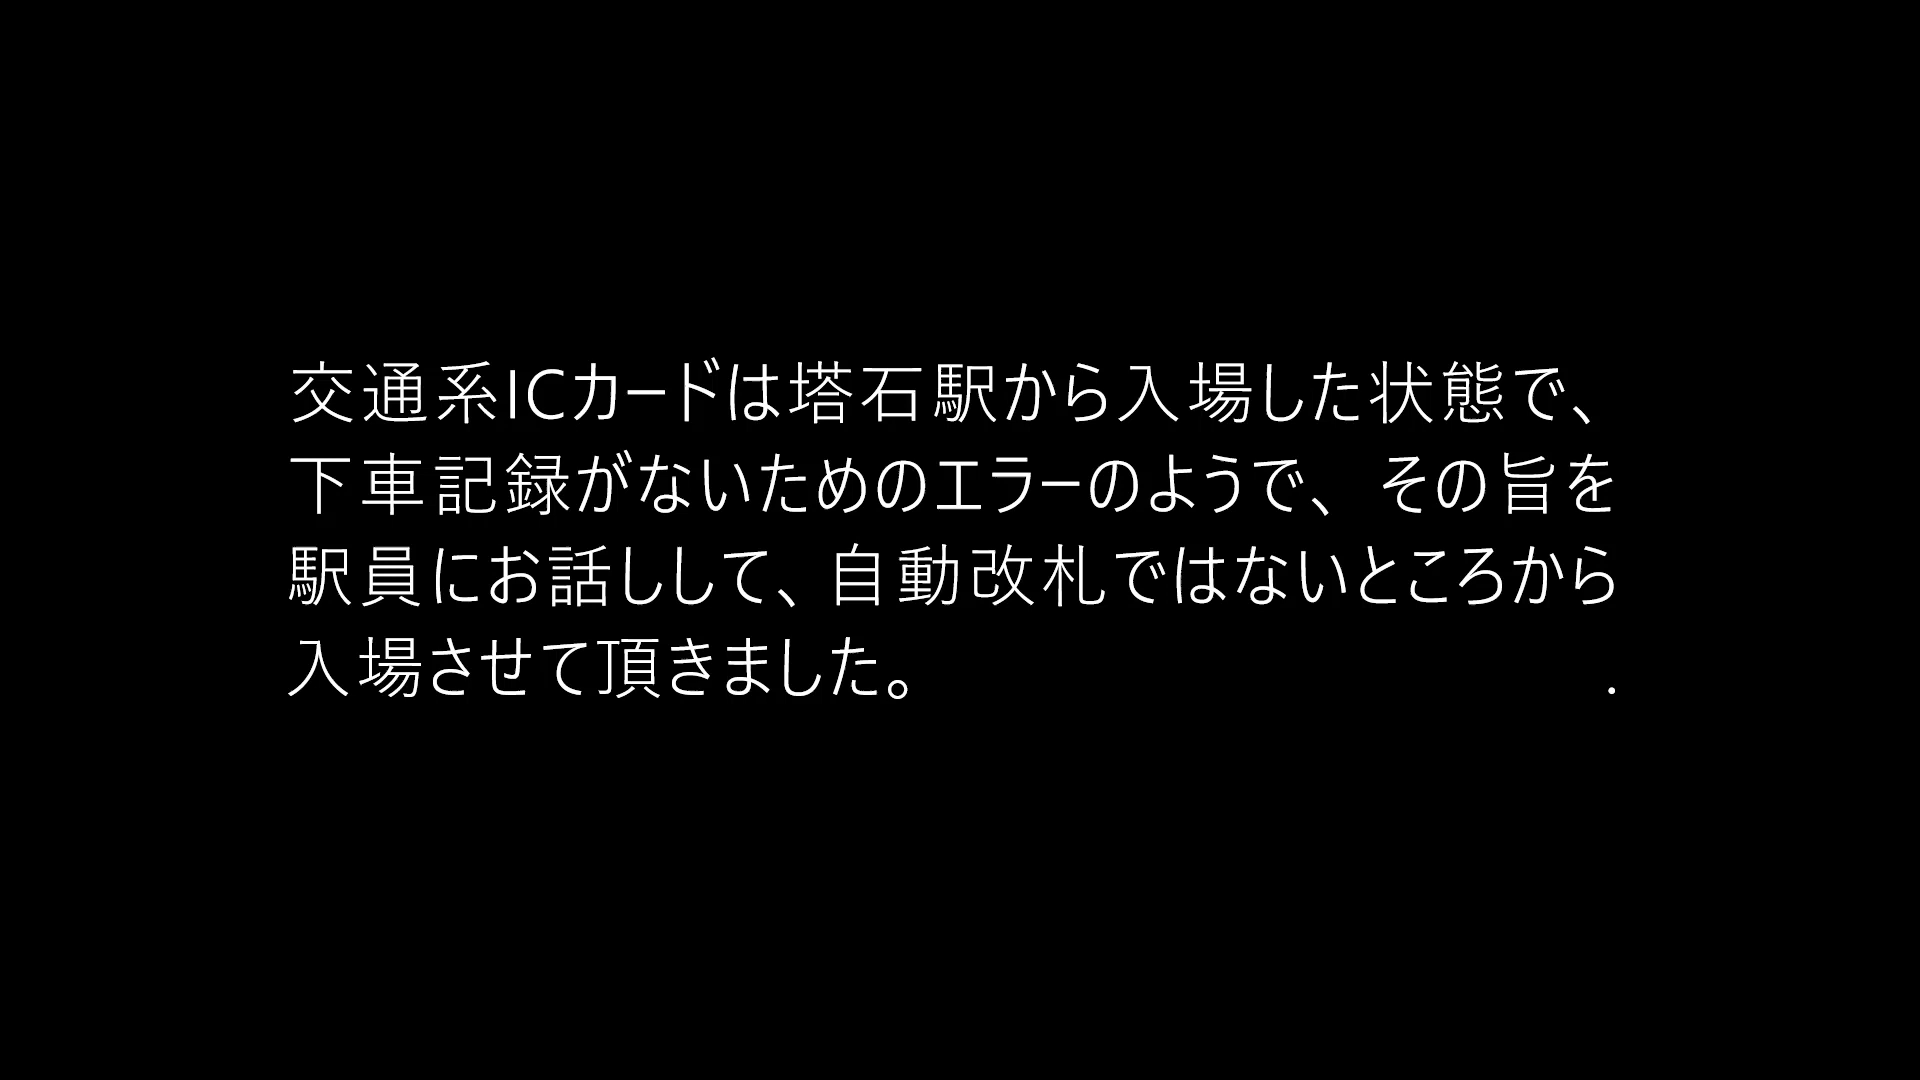 交通系ICカードは塔石駅から入場した状態で、
下車記録がないためのエラーのようで、その旨を
駅員にお話しして、自動改札ではないところから
入場させて頂きました。 .